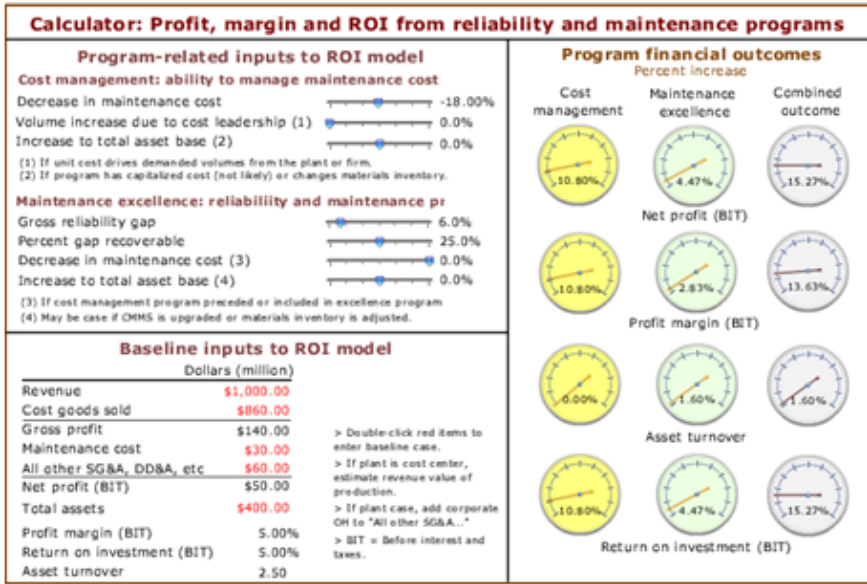 Calculator: Profit, margin and ROI from reliability and maintenance programs
Program-related inputs to ROI model
Cost management: ability to manage maintenance cost
Decrease in maintenance cost -18.00%
Volume increase due to cost leadership (1) 0.0%
Increase to total asset base (2) 0.0%
(1) If unit cost drives demanded volumes from the plant or firm.
(2) If program has capitalized cost (not likely) or changes materials inventory.
Maintenance excellence: reliabiliity and maintenance pr
Gross reliability gap 6.0%
Percent gap recoverable 25.0%
Decrease in maintenance cost (3) 0.0%
Increase to total asset base (4) 0.0%
(3) If cost management program preceded or included in excellence program
(4) May be case if CMMS is upgraded or materials inventory is adjusted.
Baseline inputs to ROI model
Dollars (million)
Revenue $1,000.00
Cost goods sold $860.00
Gross profit $140.00
Maintenance cost $30.00
All other SG&A, DD&A, etc $60.00
Net profit (BIT) $50.00
Total assets $400.00
Profit margin (BIT) 5.00%
Return on investment (BIT) 5.00%
Asset turnover 2.50
> Double-click red items to
enter baseline case.
> If plant is cost center,
estimate revenue value of
production.
> If plant case, add corporate
OH to "All other SG&A..."
> BIT = Before interest and
taxes.
Program financial outcomes
Percent increase
Cost management
Maintenance excellence
Combined outcome
10.80% 4.47% 15.27%
Net profit (BIT)
10.80% 2.83% 13.63%
Profit margin (BIT)
0.00% 1.60% 1.60%
Asset turnover
10.80% 4.47% 15.27%
Return on investment (BIT)